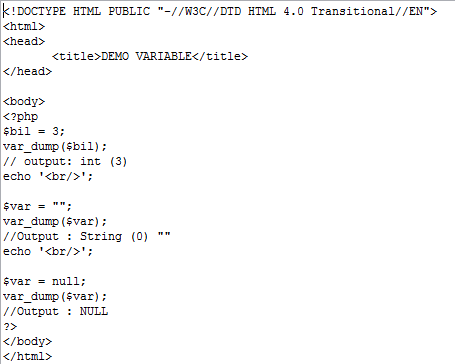 <!DOCTYPE HTML PUBLIC "-//W3C//DTD HTML 4.0 Transitional//EN">
<html>
<head>
<title>DEMO VARIABLE</title>
</head>
<body>
<?php
$bil = 3;
var_dump($bil);
// output: int (3)
echo '<br/>';
$var = "";
var_dump($var);
//Output : String (0) ""
echo '<br/>';
$var = null;
var_dump($var);
//Output : NULL
?>
</body>
</html>